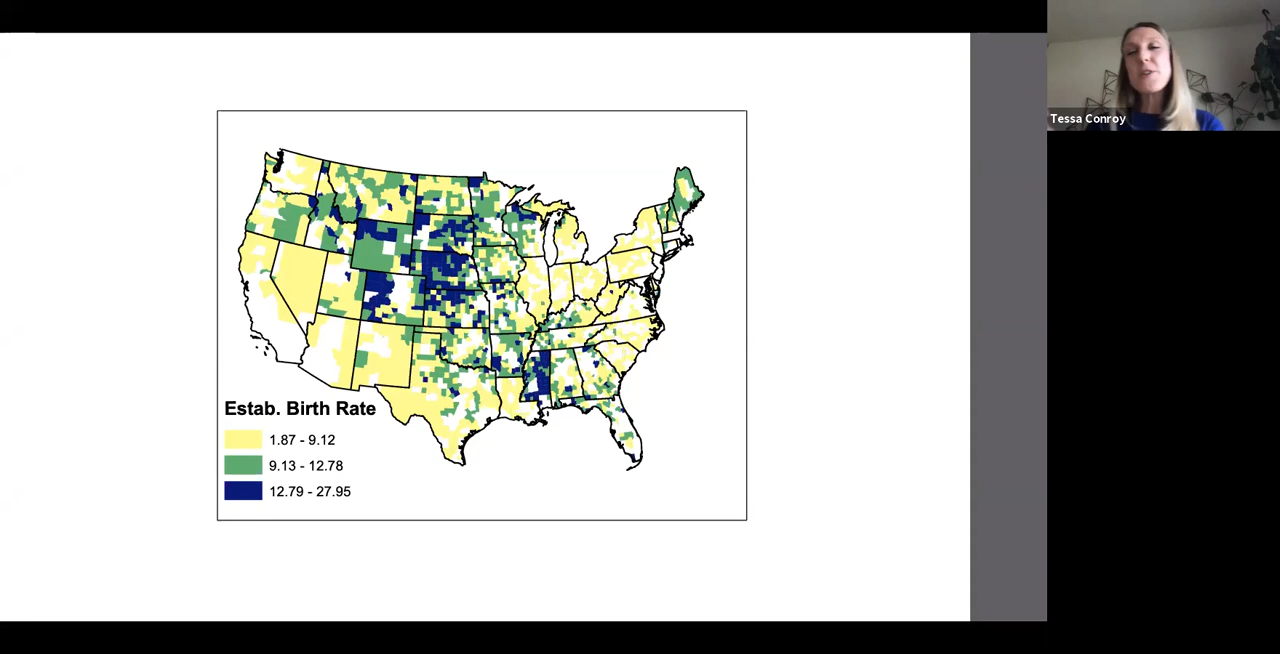 Tessa Conroy
Estab. Birth Rate
1.87 - 9.12
9.13 - 12.78
12.79 - 27.95